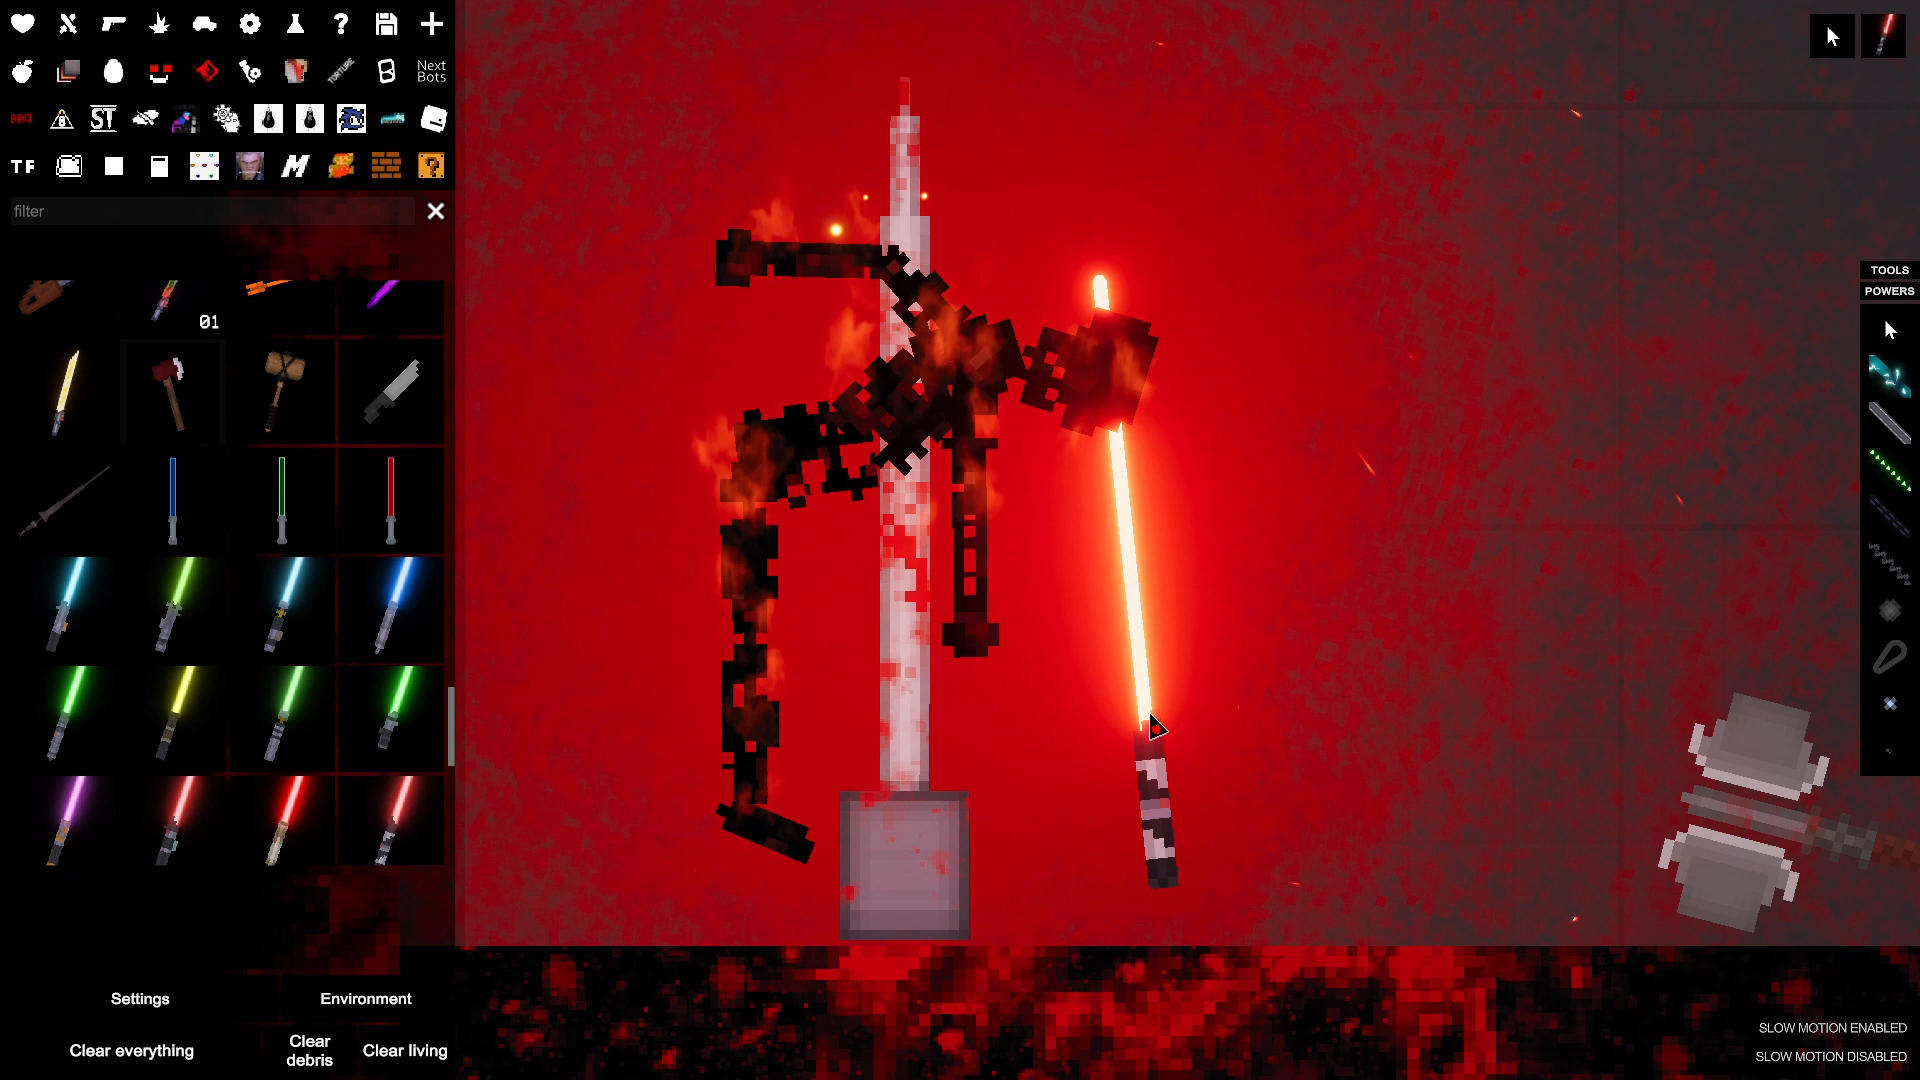 ?
TORTURE
Next
Bots
ST
TF
M
?
filter
01
TOOLS
POWERS
Settings
Environment
Clear everything
Clear
debris
Clear living
SLOW MOTION ENABLED
SLOW MOTION DISABLED